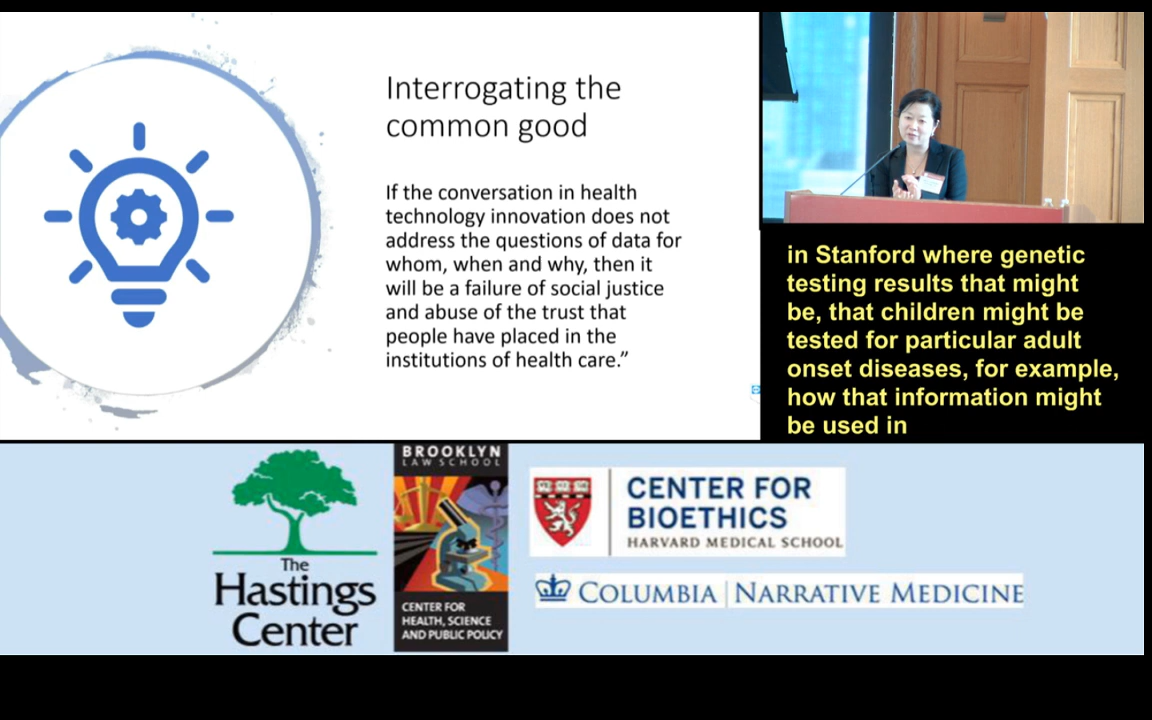 Interrogating the
common good
If the conversation in health
technology innovation does not
address the questions of data for
whom, when and why, then it
will be a failure of social justice
and abuse of the trust that
people have placed in the
institutions of health care.”
in Stanford where genetic
testing results that might
be, that children might be
tested for particular adult
onset diseases, for example,
how that information might
be used in
The
Hastings
Center
BROOKLYN
LAW SCHOOL
CENTER FOR
HEALTH, SCIENCE
AND PUBLIC POLICY
VE RI TAS
CENTER FOR
BIOETHICS
HARVARD MEDICAL SCHOOL
COLUMBIA | NARRATIVE MEDICINE